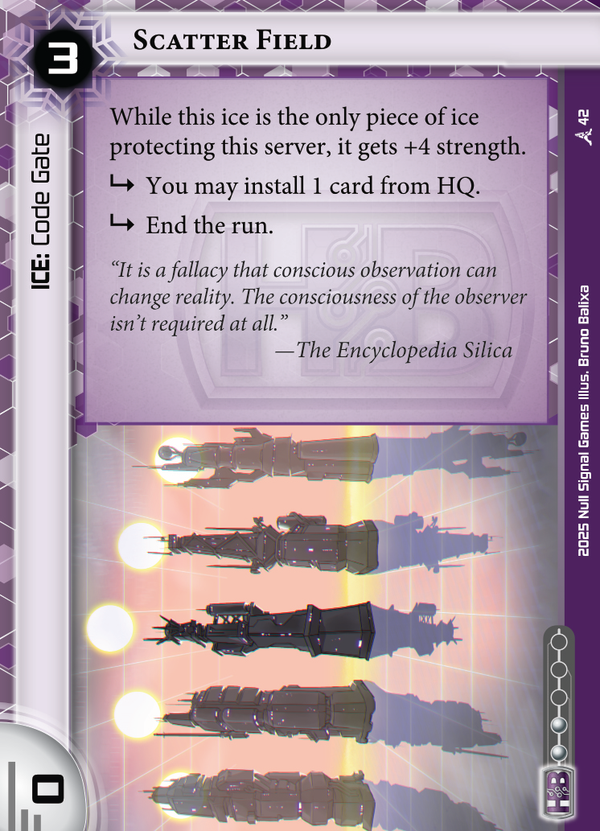 3
Scatter Field
While this ice is the only piece of ice
protecting this server, it gets +4 strength.
↳ You may install 1 card from HQ.
↳ End the run.
“It is a fallacy that conscious observation can
change reality. The consciousness of the observer
isn’t required at all.”
—The Encyclopedia Silica
ICE: Code Gate
42
2025 Null Signal Games Illus. Bruno Balixa
0
HB